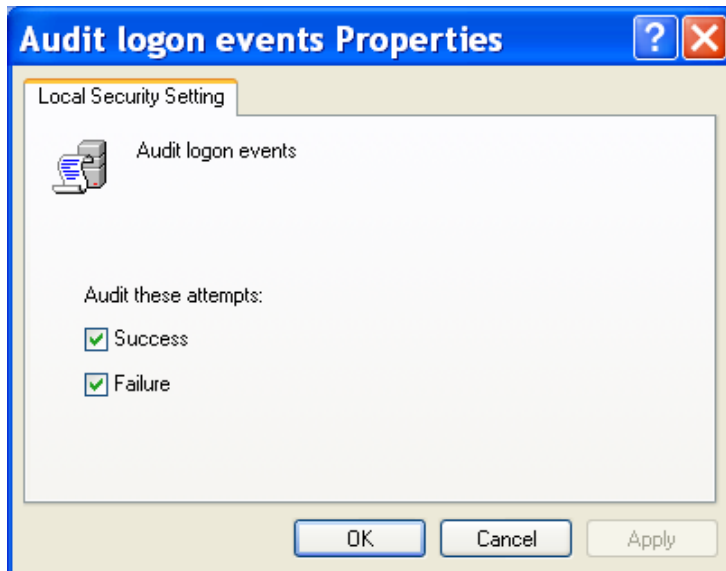 Audit logon events Properties
Local Security Setting
Audit logon events
Audit these attempts:
Success
Failure
OK Cancel Apply